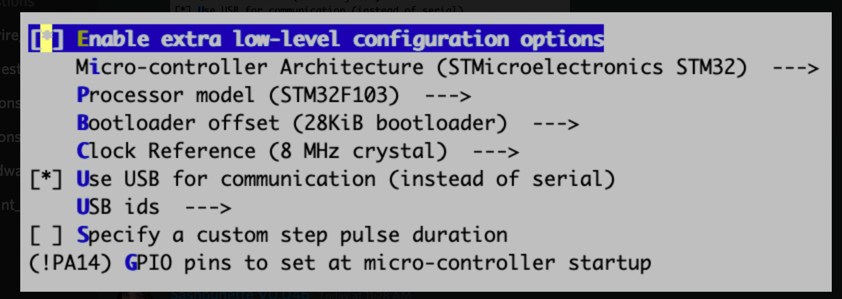 [*] Enable extra low-level configuration options
Micro-controller Architecture (STMicroelectronics STM32) --->
Processor model (STM32F103) --->
Bootloader offset (28KiB bootloader) --->
Clock Reference (8 MHz crystal) --->
[*] Use USB for communication (instead of serial)
USB ids --->
[ ] Specify a custom step pulse duration
(!PA14) GPIO pins to set at micro-controller startup